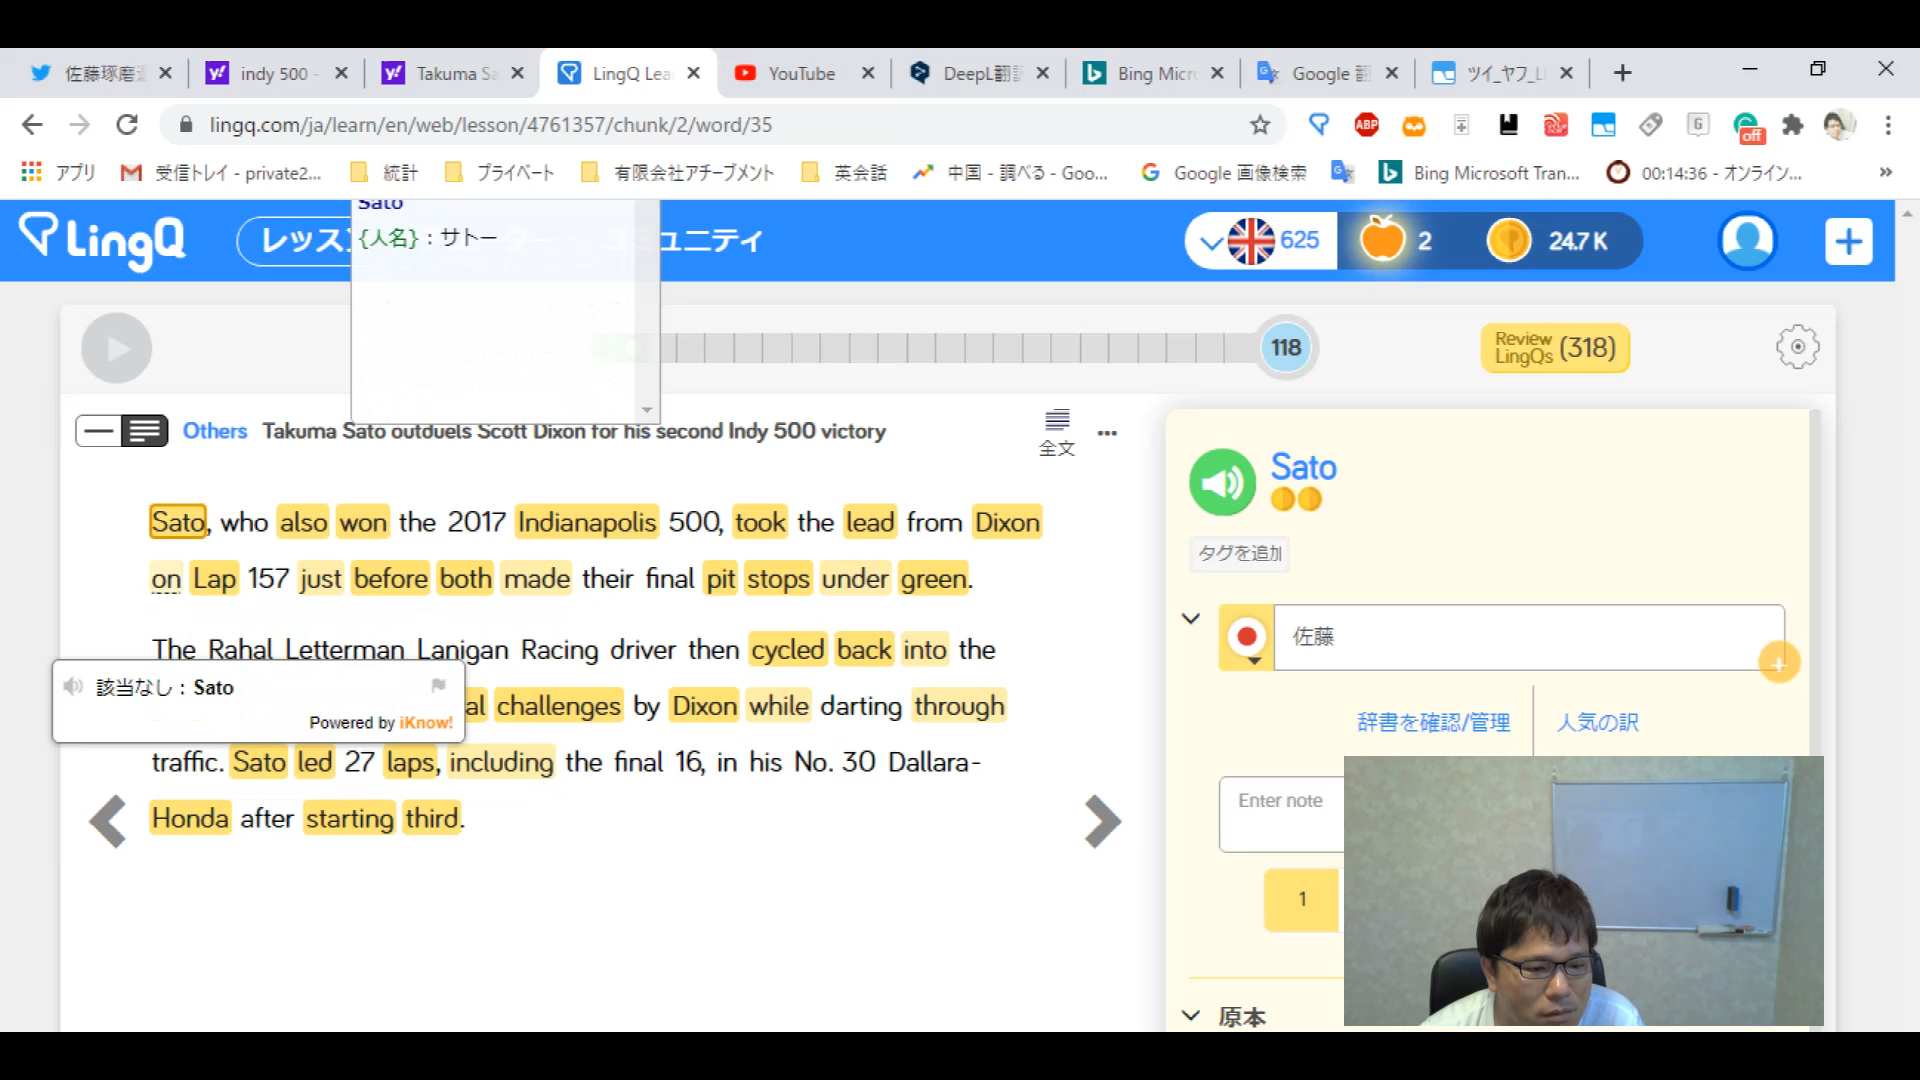 佐藤琢磨
indy 500 -
Takuma Sa
LingQ Lea
YouTube
DeepL翻訳
Bing Micr
Google 翻
ツイ_ヤフ_L
lingq.com/ja/learn/en/web/lesson/4761357/chunk/2/word/35
ABP
G
off
アプリ
受信トレイ - private2...
統計
プライベート
有限会社アチーブメント
英会話
中国 - 調べる - Goo...
Google 画像検索
Bing Microsoft Tran...
00:14:36 - オンライン...
»
LingQ
レッス
Sato
{人名}：サトー
ュニティ
625
2
24.7 K
118
Review LingQs (318)
Others Takuma Sato outduels Scott Dixon for his second Indy 500 victory
全文
Sato, who also won the 2017 Indianapolis 500, took the lead from Dixon
on Lap 157 just before both made their final pit stops under green.
The Rahal Letterman Lanigan Racing driver then cycled back into the
al challenges by Dixon while darting through
traffic. Sato led 27 laps, including the final 16, in his No. 30 Dallara-
Honda after starting third.
該当なし：Sato
Powered by iKnow!
Sato
タグを追加
佐藤
辞書を確認/管理
人気の訳
Enter note
1
原本